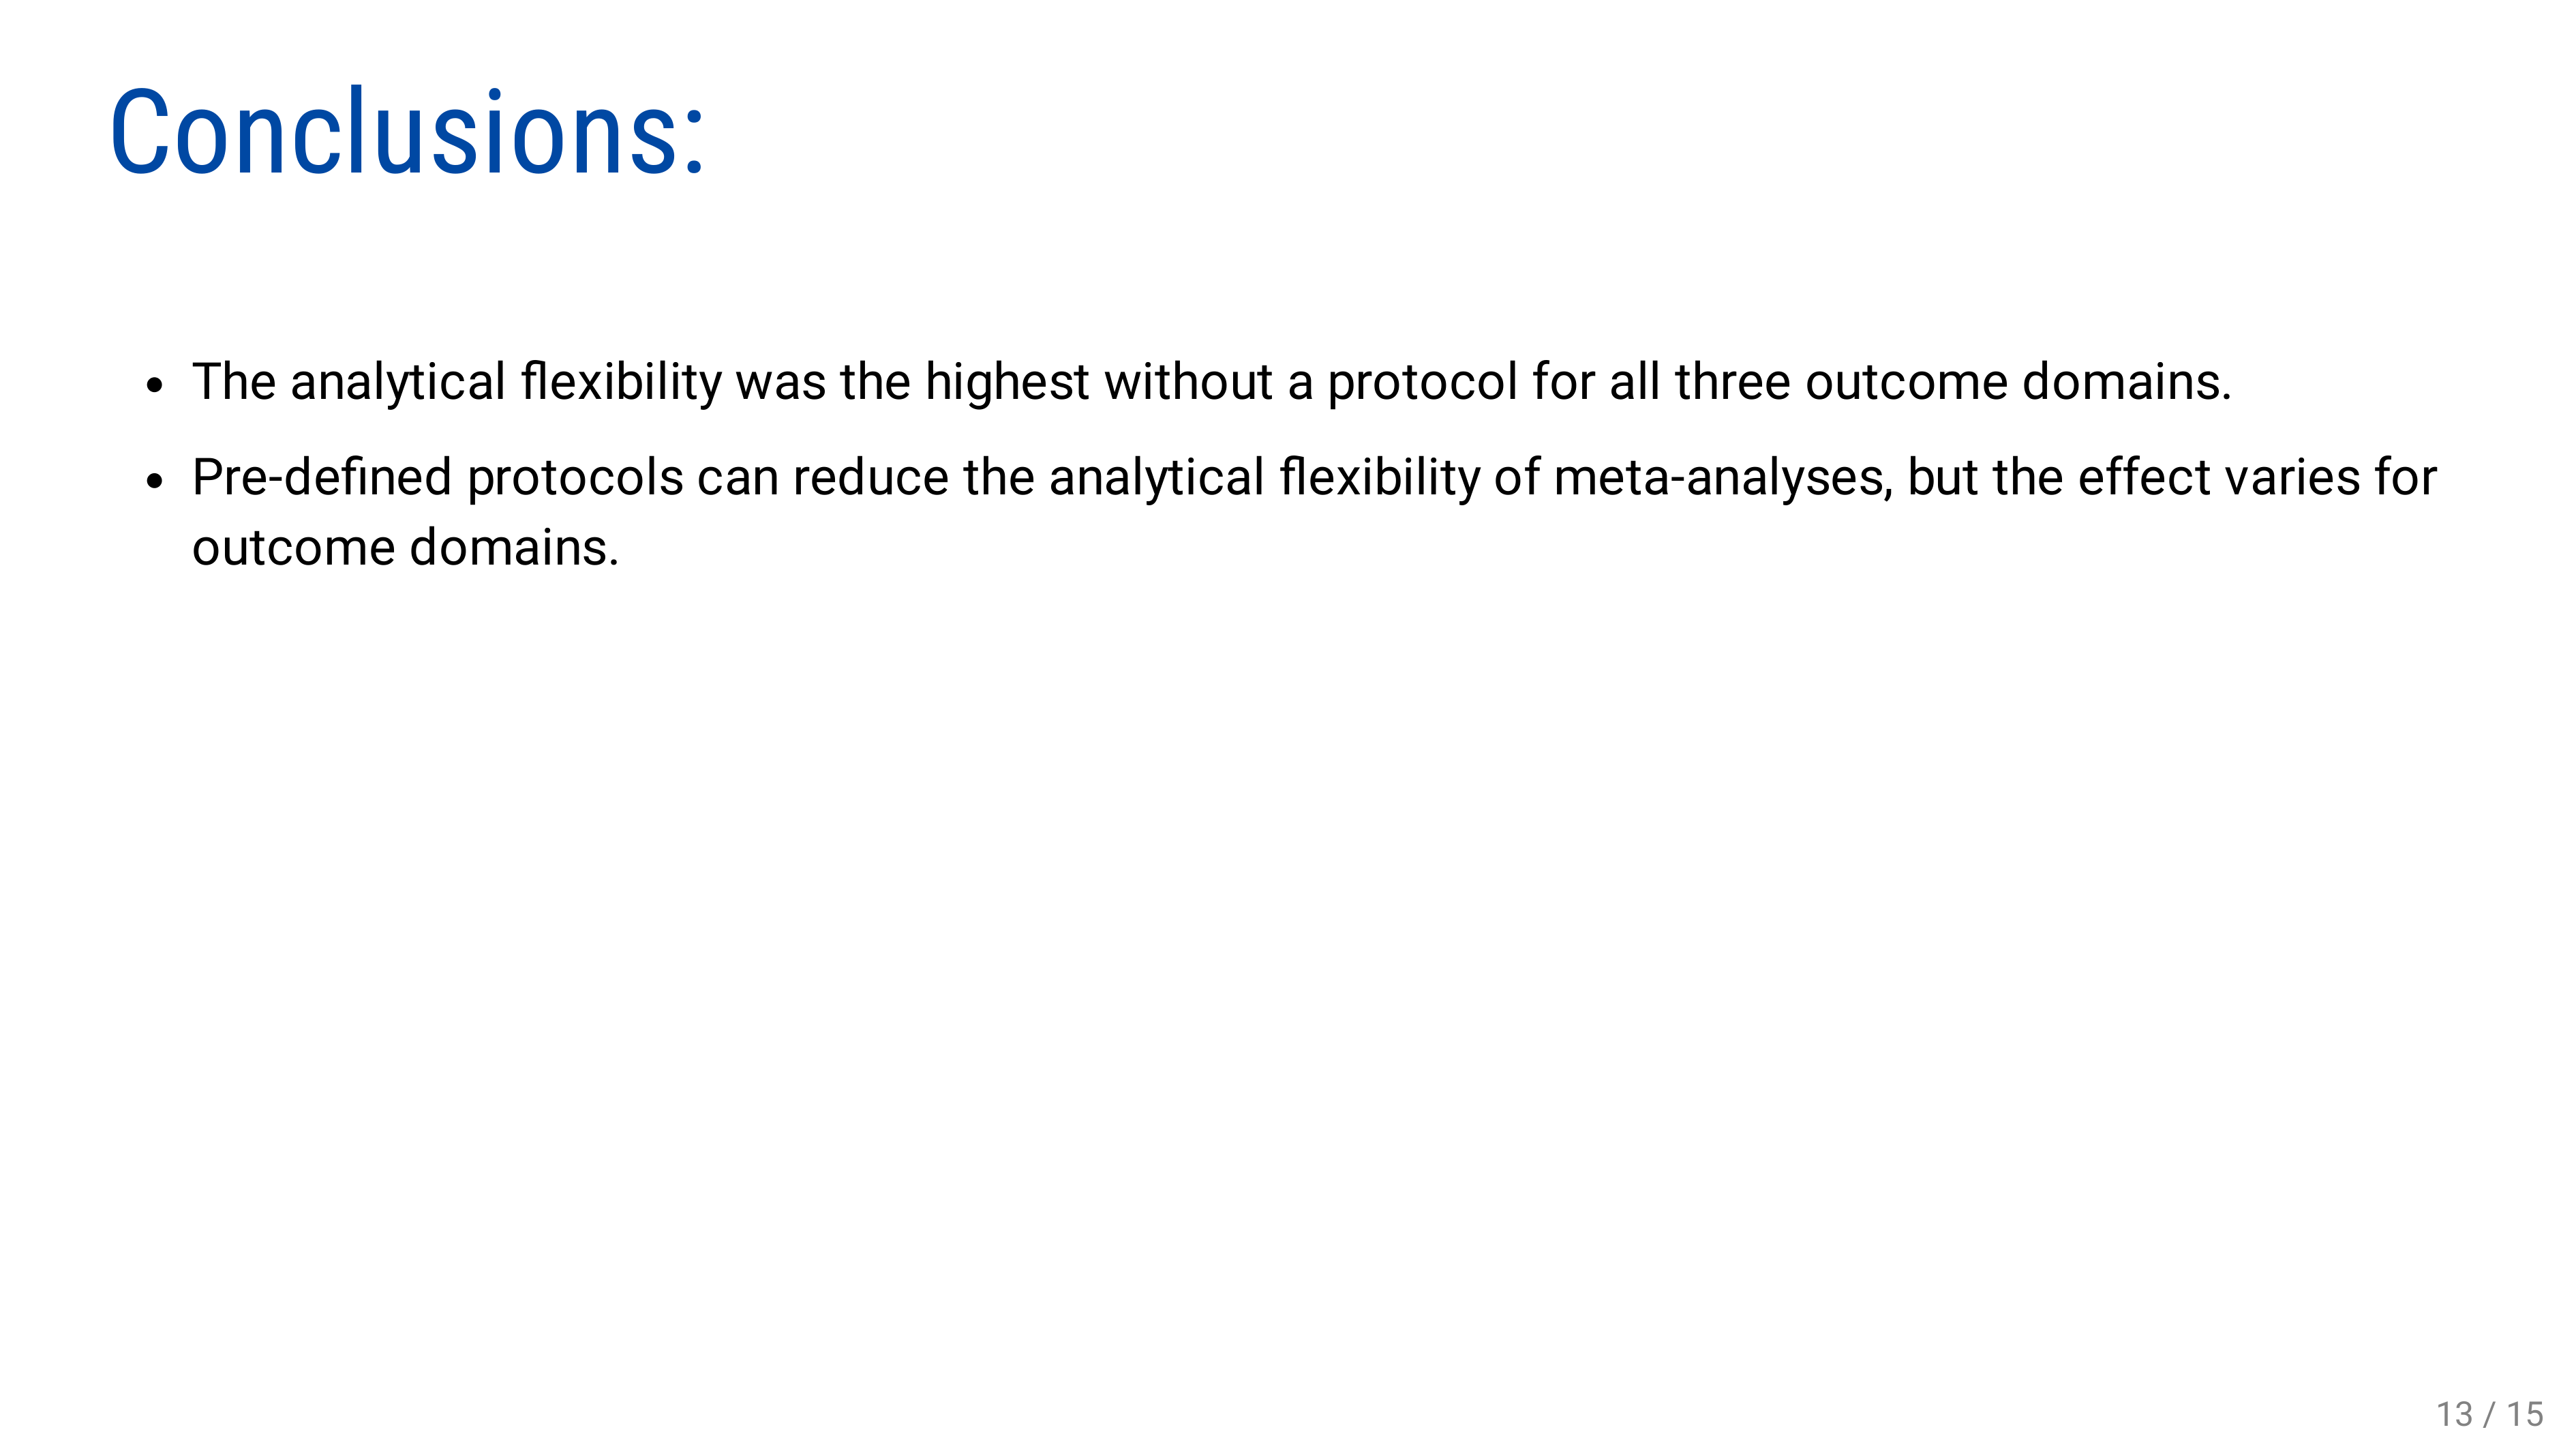 Conclusions:
• The analytical flexibility was the highest without a protocol for all three outcome domains.
• Pre-defined protocols can reduce the analytical flexibility of meta-analyses, but the effect varies for
outcome domains.
13 / 15